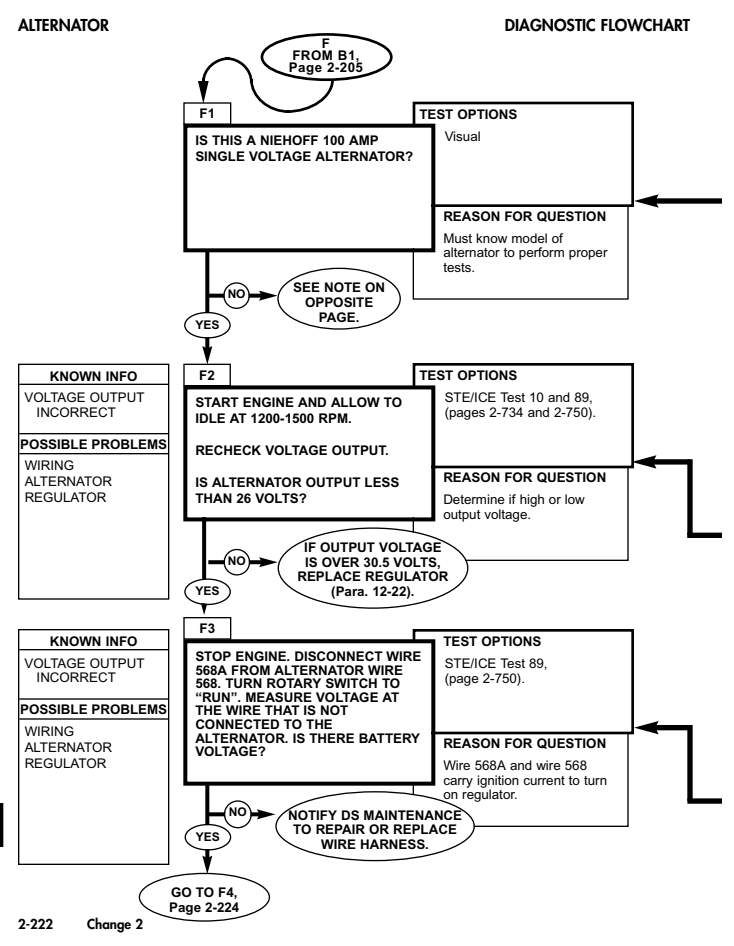 ALTERNATOR
DIAGNOSTIC FLOWCHART
F
FROM B1,
Page 2-205
F1
IS THIS A NIEHOFF 100 AMP
SINGLE VOLTAGE ALTERNATOR?
TEST OPTIONS
Visual
REASON FOR QUESTION
Must know model of
alternator to perform proper
tests.
NO
SEE NOTE ON
OPPOSITE
PAGE.
YES
KNOWN INFO
VOLTAGE OUTPUT
INCORRECT
POSSIBLE PROBLEMS
WIRING
ALTERNATOR
REGULATOR
F2
START ENGINE AND ALLOW TO
IDLE AT 1200-1500 RPM.
RECHECK VOLTAGE OUTPUT.
IS ALTERNATOR OUTPUT LESS
THAN 26 VOLTS?
TEST OPTIONS
STE/ICE Test 10 and 89,
(pages 2-734 and 2-750).
REASON FOR QUESTION
Determine if high or low
output voltage.
NO
IF OUTPUT VOLTAGE
IS OVER 30.5 VOLTS,
REPLACE REGULATOR
(Para. 12-22).
YES
KNOWN INFO
VOLTAGE OUTPUT
INCORRECT
POSSIBLE PROBLEMS
WIRING
ALTERNATOR
REGULATOR
F3
STOP ENGINE. DISCONNECT WIRE
568A FROM ALTERNATOR WIRE
568. TURN ROTARY SWITCH TO
“RUN”. MEASURE VOLTAGE AT
THE WIRE THAT IS NOT
CONNECTED TO THE
ALTERNATOR. IS THERE BATTERY
VOLTAGE?
TEST OPTIONS
STE/ICE Test 89,
(page 2-750).
REASON FOR QUESTION
Wire 568A and wire 568
carry ignition current to turn
on regulator.
NO
NOTIFY DS MAINTENANCE
TO REPAIR OR REPLACE
WIRE HARNESS.
YES
GO TO F4,
Page 2-224
2-222 Change 2